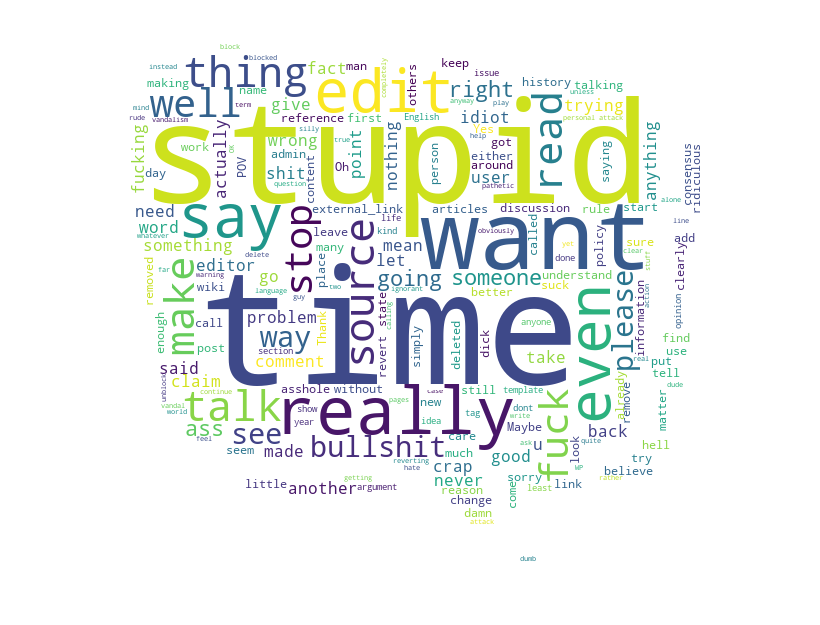 block
instead
thing
blocked
fact
man
others
keep
issue
completely
edit
right
history
talking
unless
making
name
mind
term
well
give
anyway
play
trying
rude
vandalism
reference
first
English
idiot
personal attack
silly
true
Yes
help
read
stupid
fucking
work
OK
wrong
point
nothing
got
saying
anything
consensus
ridiculous
actually
POV
admin
Oh
person
either
around
day
shit
content
user
pathetic
question
alone
need
say
external_link
articles
discussion
rule
start
line
word
leave
life
want
called
policy
add
whatever
something
stop
many
kind
mean
obviously
yet
done
sure
clear
stuff
clearly
delete
place
source
let
removed
make
editor
going
someone
understand
far
warning
wiki
go
language
guy
two
ignorant
better
suck
action
information
opinion
time
please
even
problem
Thank
calling
call
enough
post
way
simply
deleted
dick
anyone
real
find
section
revert state
put
use
said
comment
take
tell
claim
already
dude
unblock
continue
asshole
without
still
case
template
remove
matter
vandal
world
talk
show
pages
new
tag
dont
write
really
fuck
ass
see
year
idea
Maybe
u
back
feel
bullshit
care
ask
look
quite
hell
seem
made
much
good
reverting
hate
crap
WP
try
believe
little
another
argument
getting
never
reason
sorry
come
least
link
rather
change
damn
attack
dumb